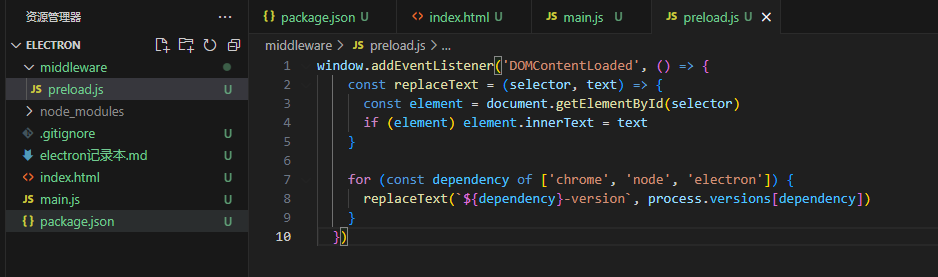 资源管理器
ELECTRON
middleware
JS preload.js U
node_modules
.gitignore U
electron记录本.md U
<> index.html U
JS main.js U
{} package.json U
{} package.json U <> index.html U JS main.js U JS preload.js U
middleware > JS preload.js > ...
1 window.addEventListener('DOMContentLoaded', () => {
2 const replaceText = (selector, text) => {
3 const element = document.getElementById(selector)
4 if (element) element.innerText = text
5 }
6
7 for (const dependency of ['chrome', 'node', 'electron']) {
8 replaceText(`${dependency}-version`, process.versions[dependency])
9 }
10 })